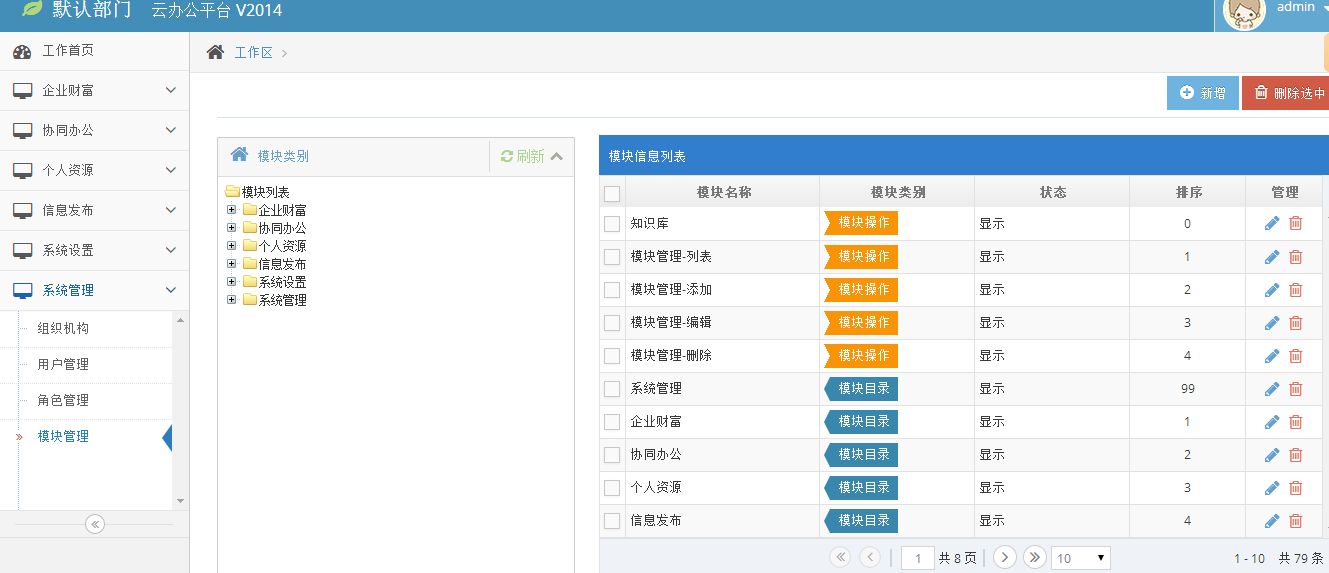 默认部门 云办公平台 V2014 admin
工作首页
企业财富
协同办公
个人资源
信息发布
系统设置
系统管理
组织机构
用户管理
角色管理
模块管理
工作区
新增 删除选中
模块类别 刷新
模块列表
企业财富
协同办公
个人资源
信息发布
系统设置
系统管理
模块信息列表
模块名称 模块类别 状态 排序 管理
知识库 模块操作 显示 0
模块管理-列表 模块操作 显示 1
模块管理-添加 模块操作 显示 2
模块管理-编辑 模块操作 显示 3
模块管理-删除 模块操作 显示 4
系统管理 模块目录 显示 99
企业财富 模块目录 显示 1
协同办公 模块目录 显示 2
个人资源 模块目录 显示 3
信息发布 模块目录 显示 4
1 共 8 页 10 1 - 10 共 79 条